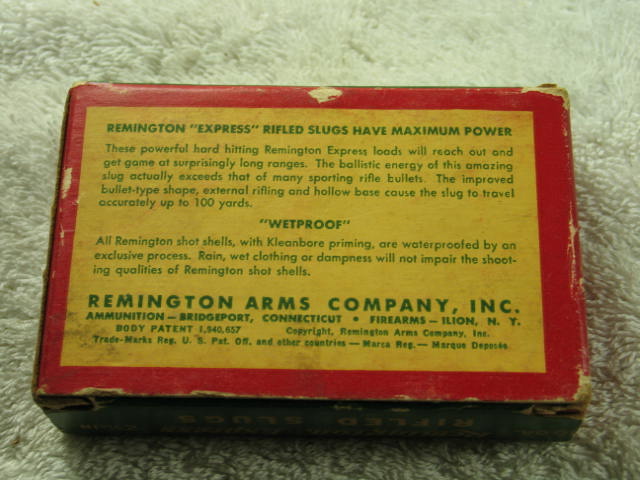 REMINGTON "EXPRESS" RIFLED SLUGS HAVE MAXIMUM POWER
These powerful hard hitting Remington Express loads will reach out and
get game at surprisingly long ranges. The ballistic energy of this amazing
slug actually exceeds that of many sporting rifle bullets. The improved
bullet-type shape, external rifling and hollow base cause the slug to travel
accurately up to 100 yards.
"WETPROOF"
All Remington shot shells, with Kleanbore priming, are waterproofed by an
exclusive process. Rain, wet clothing or dampness will not impair the shoot-
ing qualities of Remington shot shells.
REMINGTON ARMS COMPANY, INC.
AMMUNITION — BRIDGEPORT, CONNECTICUT • FIREARMS — ILION, N. Y.
BODY PATENT 1,940,657 Copyright, Remington Arms Company, Inc.
Trade-Marks Reg. U. S. Pat. Off. and other countries — Marca Reg. — Marque Deposée
RIFLED SLUGS